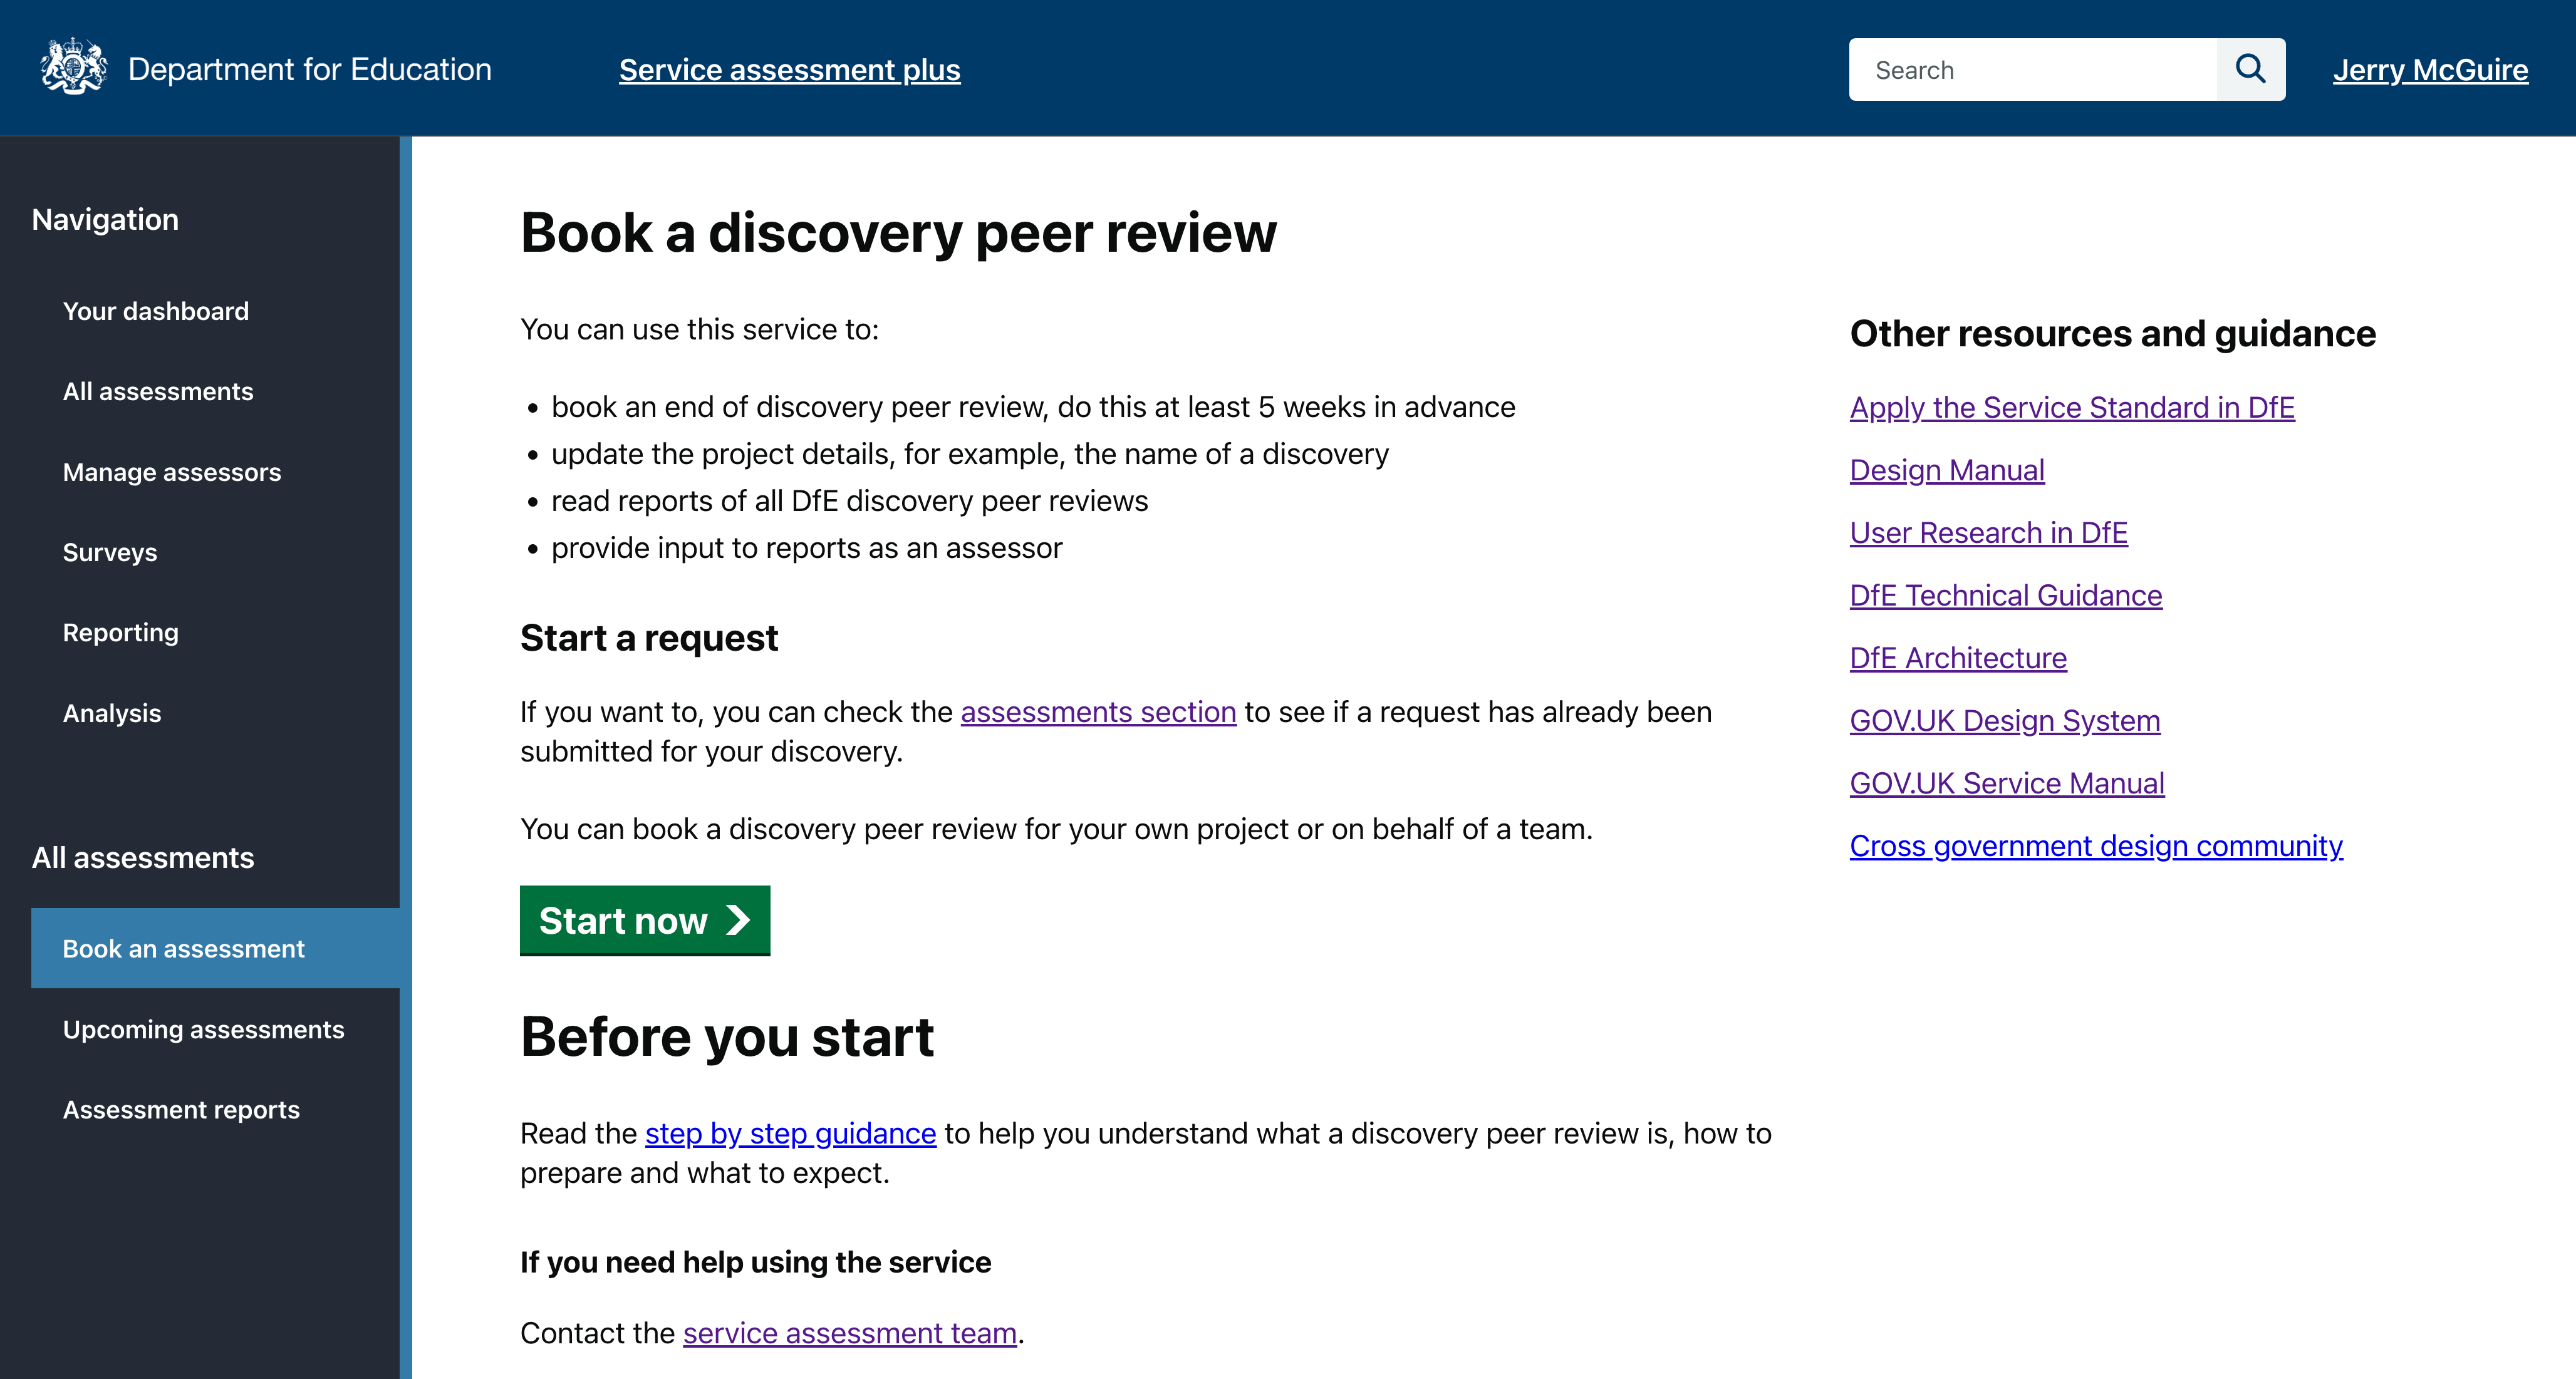 Department for Education
Service assessment plus
Search
Jerry McGuire
Navigation
Your dashboard
All assessments
Manage assessors
Surveys
Reporting
Analysis
All assessments
Book an assessment
Upcoming assessments
Assessment reports
Book a discovery peer review
You can use this service to:
• book an end of discovery peer review, do this at least 5 weeks in advance
• update the project details, for example, the name of a discovery
• read reports of all DfE discovery peer reviews
• provide input to reports as an assessor
Start a request
If you want to, you can check the assessments section to see if a request has already been
submitted for your discovery.
You can book a discovery peer review for your own project or on behalf of a team.
Start now
Before you start
Read the step by step guidance to help you understand what a discovery peer review is, how to
prepare and what to expect.
If you need help using the service
Contact the service assessment team.
Other resources and guidance
Apply the Service Standard in DfE
Design Manual
User Research in DfE
DfE Technical Guidance
DfE Architecture
GOV.UK Design System
GOV.UK Service Manual
Cross government design community